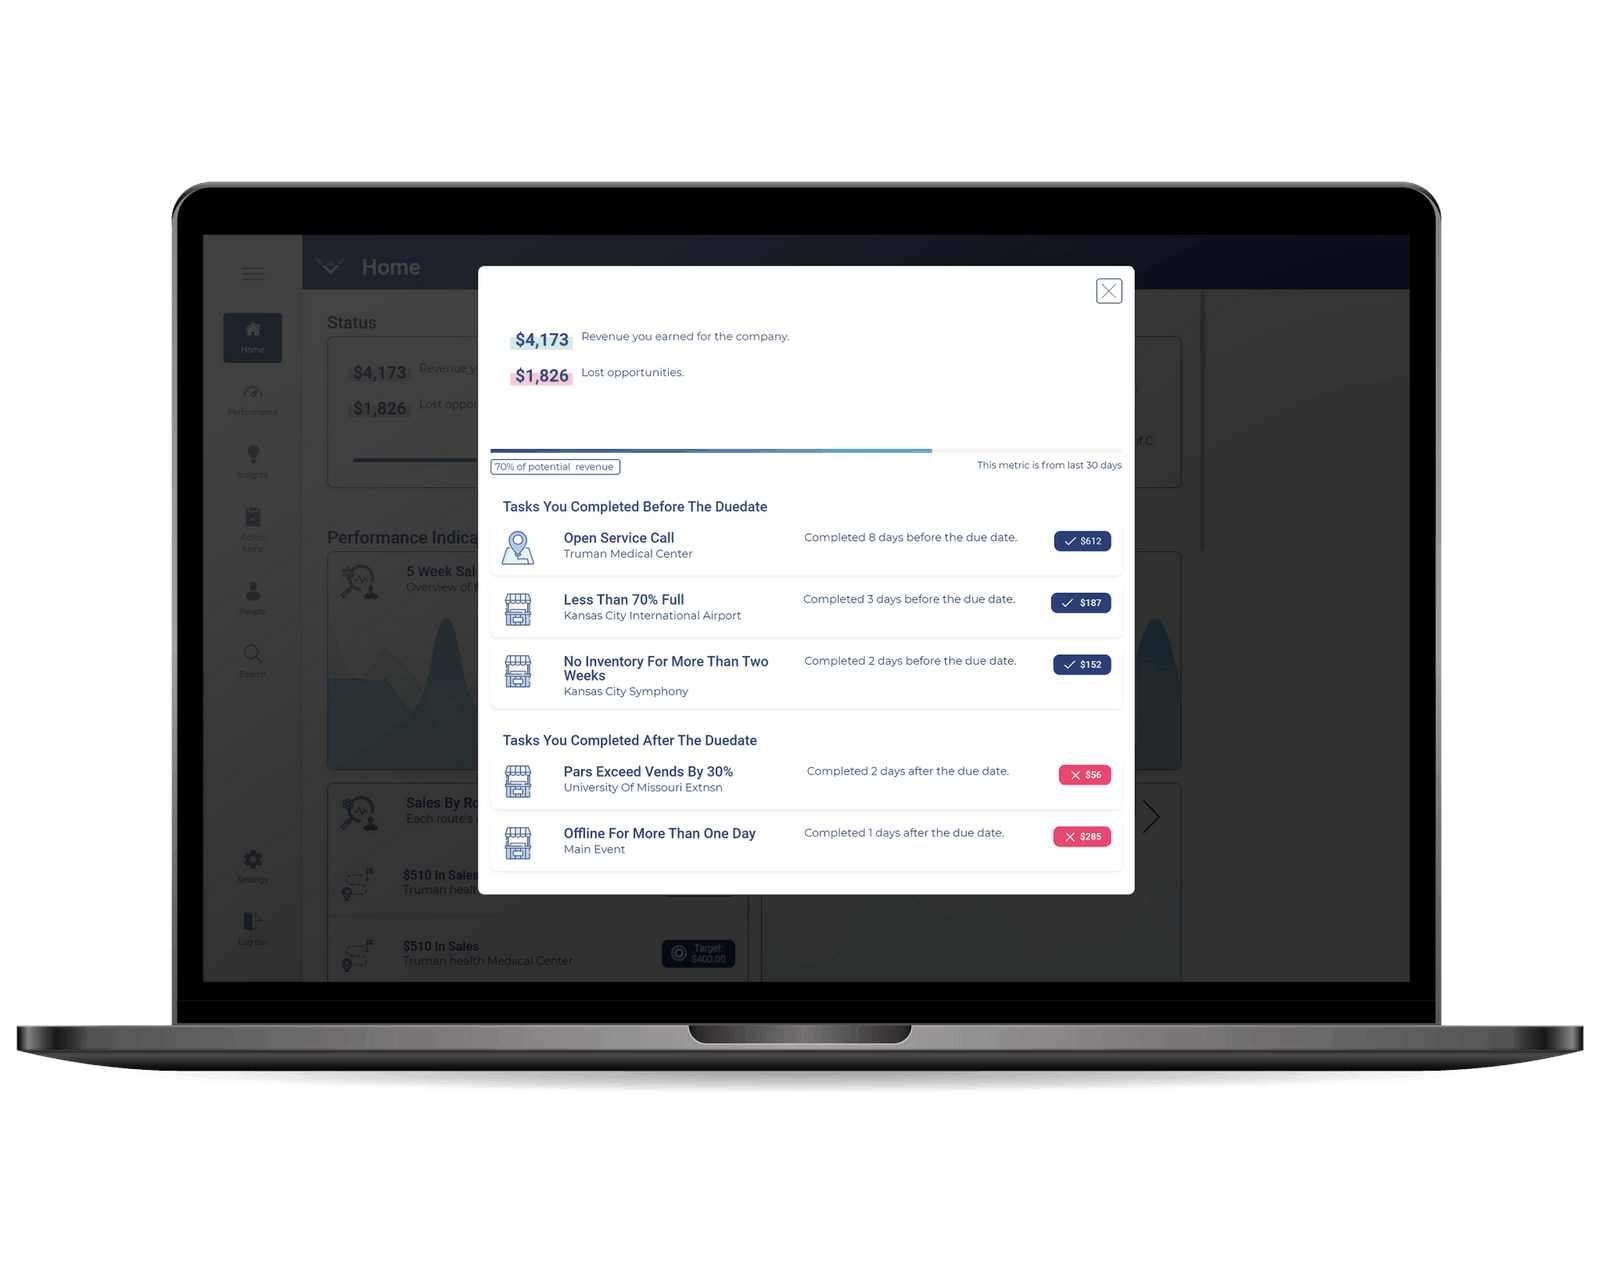 Home
Home
Performance
Insights
Action
Items
People
Search
Settings
Log out
Status
$4,173 Revenue y
$1,826 Lost oppor
Performance Indica
5 Week Sal
Overview of
Sales By Ro
Each route's
$510 In Sales
Truman healt
$510 In Sales
Truman health Mediical Center
Target:
$400.00
of C
$4,173 Revenue you earned for the company.
$1,826 Lost opportunities.
70% of potential revenue
This metric is from last 30 days
Tasks You Completed Before The Duedate
Open Service Call
Truman Medical Center
Completed 8 days before the due date.
$612
Less Than 70% Full
Kansas City International Airport
Completed 3 days before the due date.
$187
No Inventory For More Than Two
Weeks
Kansas City Symphony
Completed 2 days before the due date.
$152
Tasks You Completed After The Duedate
Pars Exceed Vends By 30%
University Of Missouri Extnsn
Completed 2 days after the due date.
$56
Offline For More Than One Day
Main Event
Completed 1 days after the due date.
$285